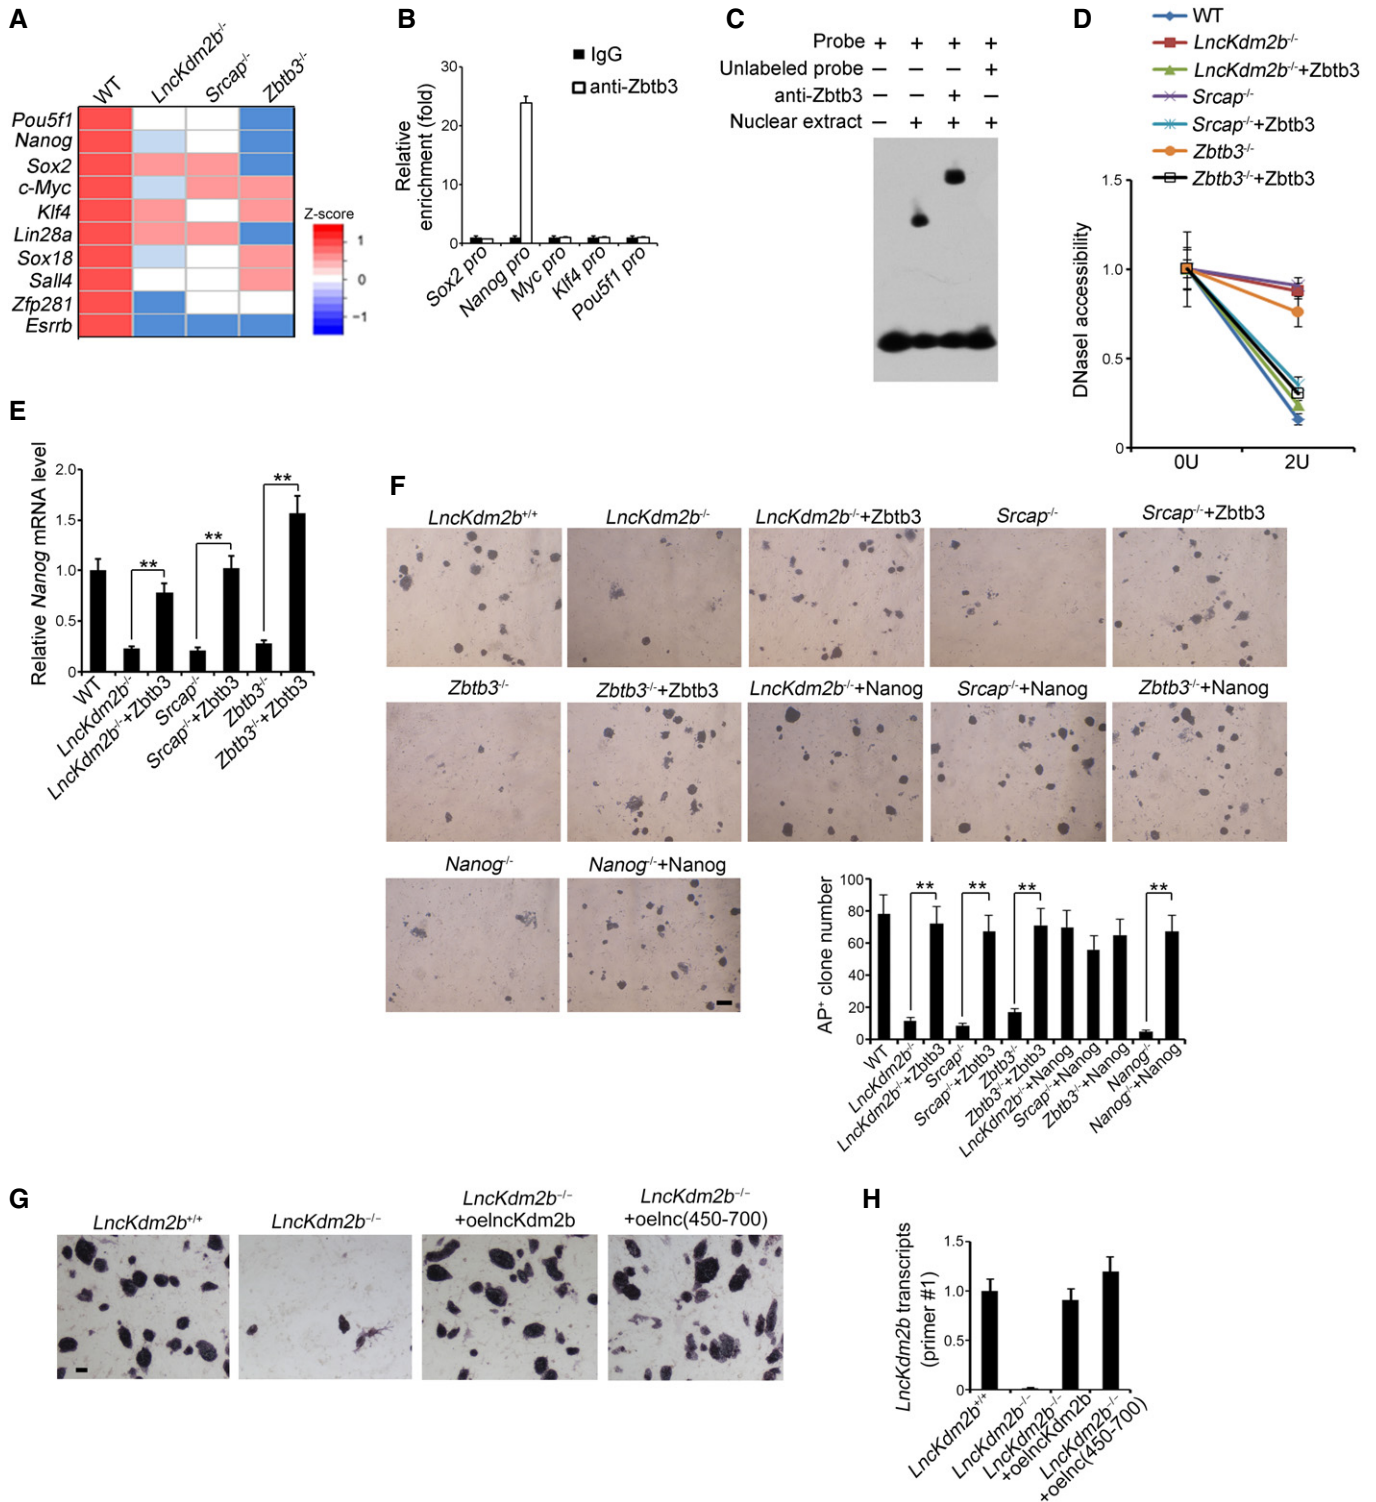 A
WT
LncKdm2b-/-
Srcap-/-
Zbtb3-/-
Pou5f1
Nanog
Sox2
c-Myc
Klf4
Lin28a
Sox18
Sall4
Zfp281
Esrrb
Z-score
1
0
−1
B
IgG
anti-Zbtb3
Relative
enrichment (fold)
30
20
10
0
Sox2 pro
Nanog pro
Myc pro
Klf4 pro
Pou5f1 pro
C
Probe + + + +
Unlabeled probe − − − +
anti-Zbtb3 − − + −
Nuclear extract − + + +
D
WT
LncKdm2b-/-
LncKdm2b-/-+Zbtb3
Srcap-/-
Srcap-/-+Zbtb3
Zbtb3-/-
Zbtb3-/-+Zbtb3
DNaseI accessibility
1.5
1.0
0.5
0
0U
2U
E
Relative Nanog mRNA level
2.0
1.5
1.0
0.5
0
**
**
**
WT
LncKdm2b-/-
LncKdm2b-/-+Zbtb3
Srcap-/-
Srcap-/-+Zbtb3
Zbtb3-/-
Zbtb3-/-+Zbtb3
F
LncKdm2b+/+
LncKdm2b-/-
LncKdm2b-/-+Zbtb3
Srcap-/-
Srcap-/-+Zbtb3
Zbtb3-/-
Zbtb3-/-+Zbtb3
LncKdm2b-/-+Nanog
Srcap-/-+Nanog
Zbtb3-/-+Nanog
Nanog-/-
Nanog-/-+Nanog
AP+ clone number
100
80
60
40
20
0
**
**
**
**
WT
LncKdm2b-/-
LncKdm2b-/-+Zbtb3
Srcap-/-
Srcap-/-+Zbtb3
Zbtb3-/-
Zbtb3-/-+Zbtb3
LncKdm2b-/-+Nanog
Srcap-/-+Nanog
Zbtb3-/-+Nanog
Nanog-/-
Nanog-/-+Nanog
G
LncKdm2b+/+
LncKdm2b−/−
LncKdm2b−/−
+oelncKdm2b
LncKdm2b−/−
+oelnc(450-700)
H
LncKdm2b transcripts
(primer #1)
1.5
1.0
0.5
0
LncKdm2b+/+
LncKdm2b−/−
LncKdm2b−/−
+oelncKdm2b
LncKdm2b−/−
+oelnc(450-700)